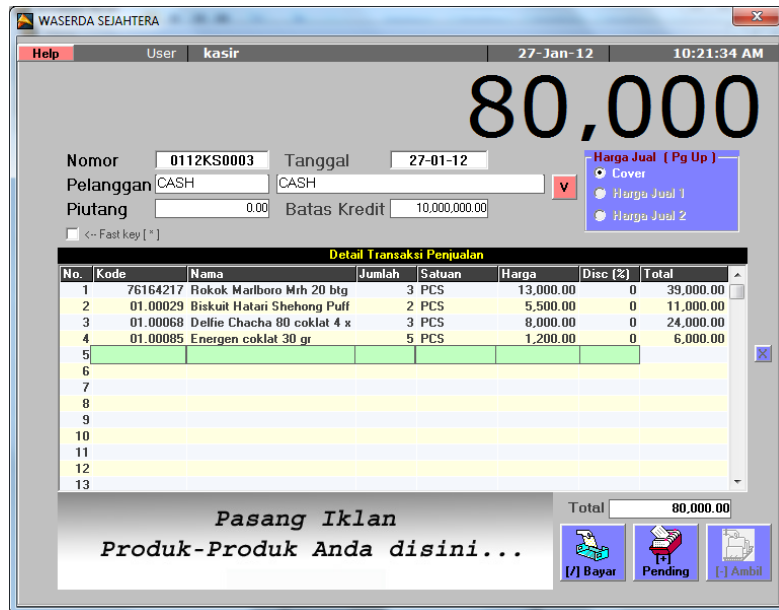 WASERDA SEJAHTERA
Help User kasir 27-Jan-12 10:21:34 AM
80,000
Nomor 0112KS0003 Tanggal 27-01-12
Pelanggan CASH CASH V
Piutang 0.00 Batas Kredit 10,000,000.00
<-- Fast key [ * ]
Harga Jual ( Pg Up )
Cover
Harga Jual 1
Harga Jual 2
Detail Transaksi Penjualan
No. Kode Nama Jumlah Satuan Harga Disc (%) Total
1 76164217 Rokok Marlboro Mrh 20 btg 3 PCS 13,000.00 0 39,000.00
2 01.00029 Biskuit Hatari Shehong Puff 2 PCS 5,500.00 0 11,000.00
3 01.00068 Delfie Chacha 80 coklat 4 x 3 PCS 8,000.00 0 24,000.00
4 01.00085 Energen coklat 30 gr 5 PCS 1,200.00 0 6,000.00
5 X
6
7
8
9
10
11
12
13
Pasang Iklan
Produk-Produk Anda disini...
Total 80,000.00
[/] Bayar
[+]
Pending
[-] Ambil